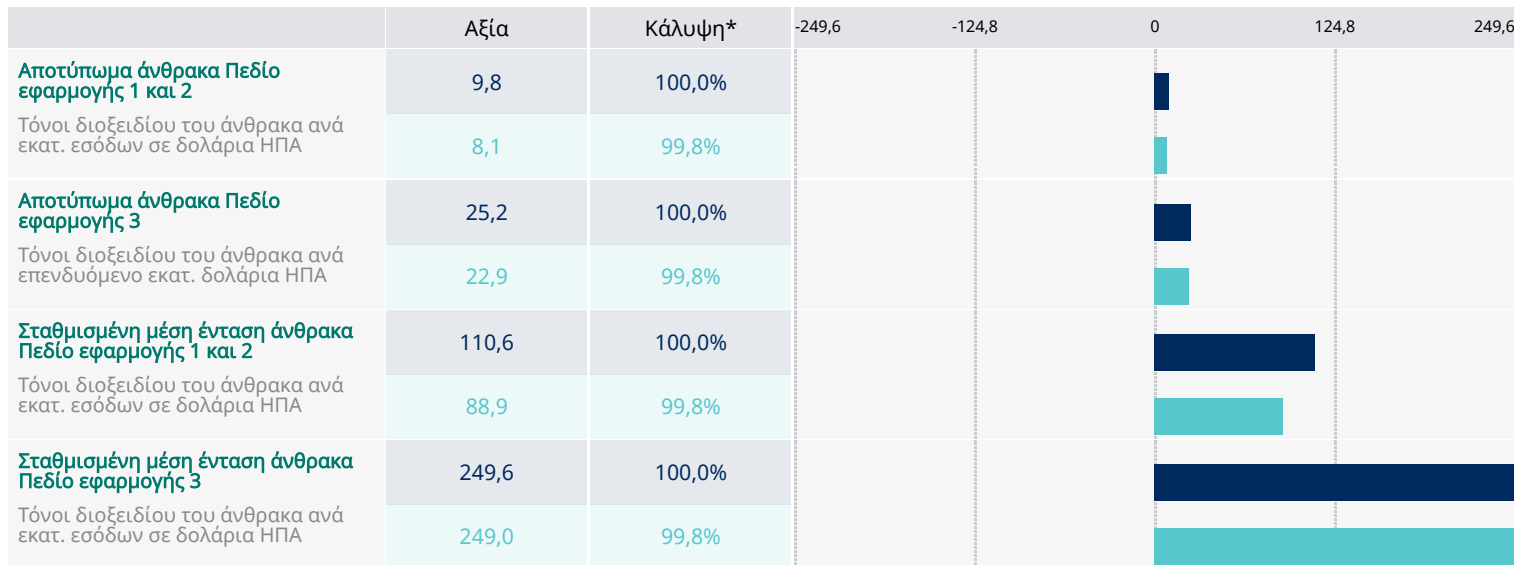 Αξία Κάλυψη* -249,6 -124,8 0 124,8 249,6
Αποτύπωμα άνθρακα Πεδίο
εφαρμογής 1 και 2
Τόνοι διοξειδίου του άνθρακα ανά
εκατ. εσόδων σε δολάρια ΗΠΑ
9,8 100,0%
8,1 99,8%
Αποτύπωμα άνθρακα Πεδίο
εφαρμογής 3
Τόνοι διοξειδίου του άνθρακα ανά
επενδυόμενο εκατ. δολάρια ΗΠΑ
25,2 100,0%
22,9 99,8%
Σταθμισμένη μέση ένταση άνθρακα
Πεδίο εφαρμογής 1 και 2
Τόνοι διοξειδίου του άνθρακα ανά
εκατ. εσόδων σε δολάρια ΗΠΑ
110,6 100,0%
88,9 99,8%
Σταθμισμένη μέση ένταση άνθρακα
Πεδίο εφαρμογής 3
Τόνοι διοξειδίου του άνθρακα ανά
εκατ. εσόδων σε δολάρια ΗΠΑ
249,6 100,0%
249,0 99,8%